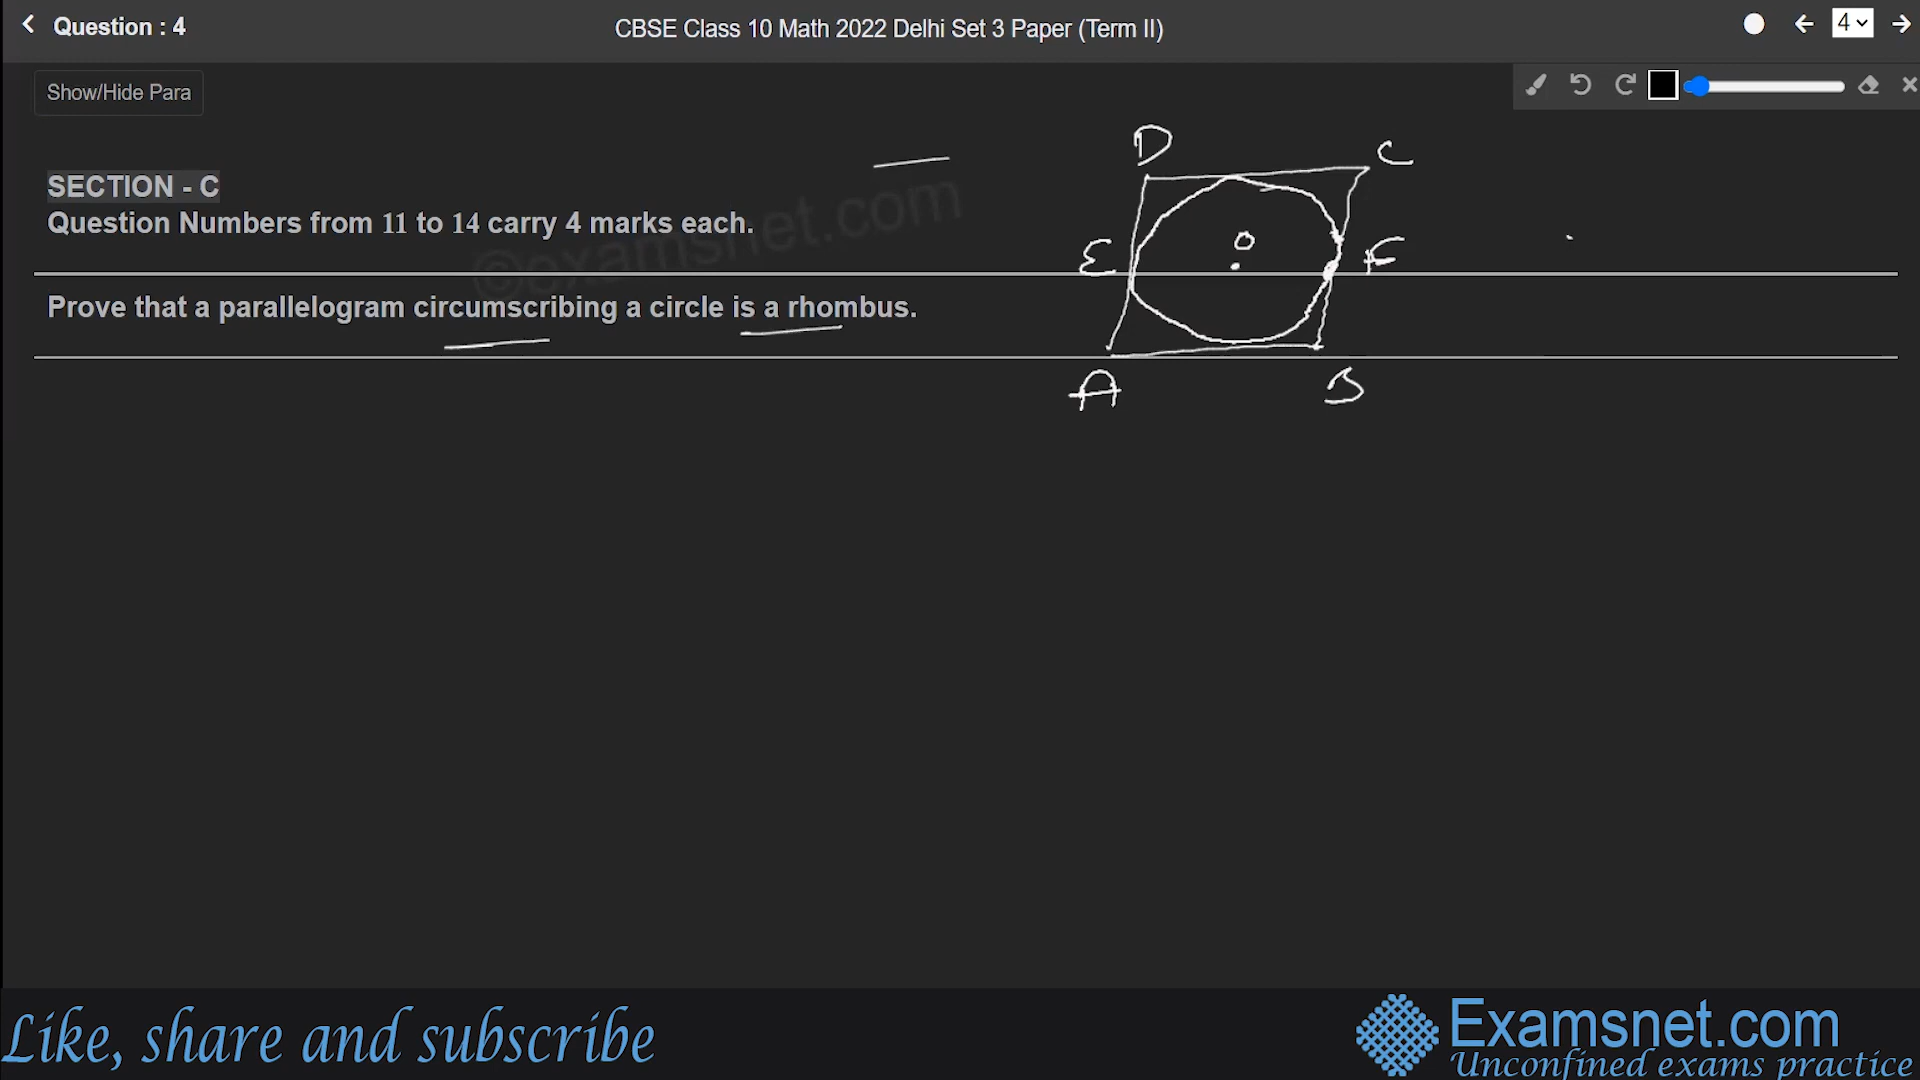 Question : 4
CBSE Class 10 Math 2022 Delhi Set 3 Paper (Term II)
4
Show/Hide Para
D
C
SECTION - C
Question Numbers from 11 to 14 carry 4 marks each.
©examsnet.com
O
E
F
Prove that a parallelogram circumscribing a circle is a rhombus.
A
B
Like, share and subscribe
Examsnet.com
Unconfined exams practice